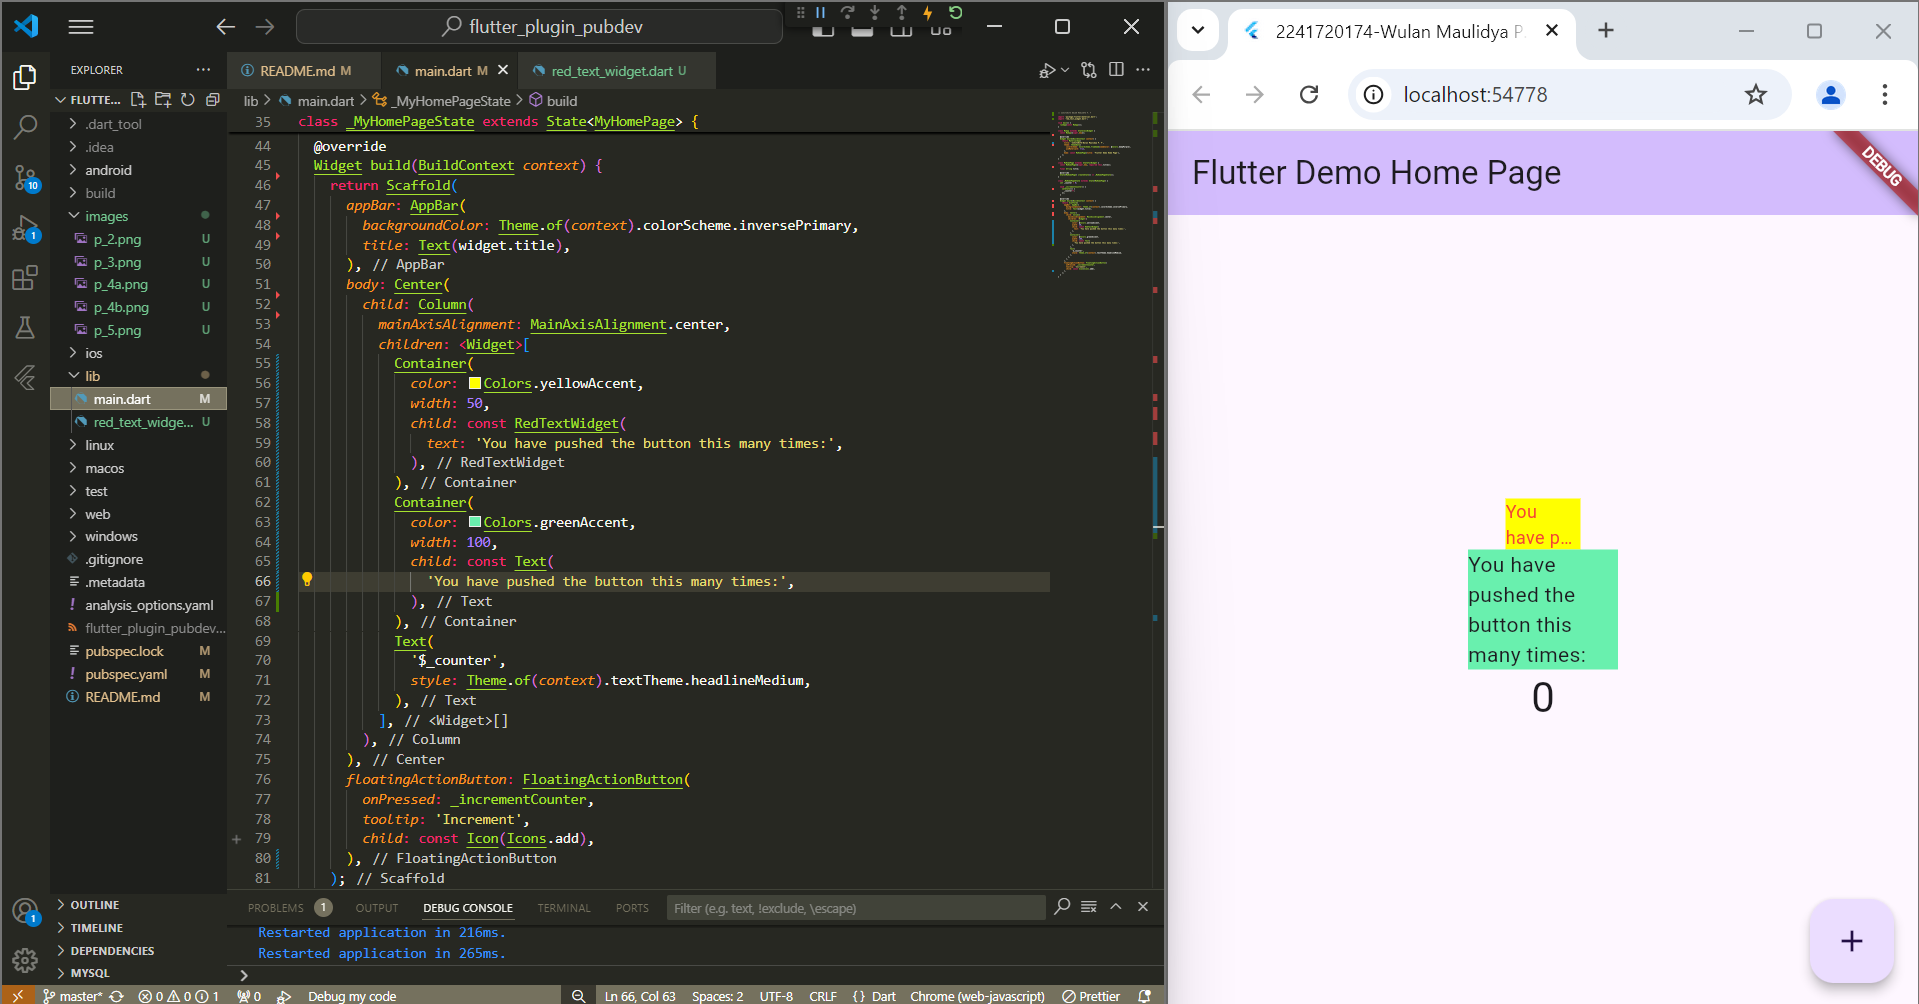 flutter_plugin_pubdev
EXPLORER
FLUTTE...
.dart_tool
.idea
android
build
images
p_2.png U
p_3.png U
p_4a.png U
p_4b.png U
p_5.png U
ios
lib
main.dart M
red_text_widge... U
linux
macos
test
web
windows
.gitignore
.metadata
analysis_options.yaml
flutter_plugin_pubdev...
pubspec.lock M
pubspec.yaml M
README.md M
OUTLINE
TIMELINE
DEPENDENCIES
MYSQL
10
1
1
README.md M
main.dart M
red_text_widget.dart U
lib > main.dart > _MyHomePageState > build
35 class _MyHomePageState extends State<MyHomePage> {
44 @override
45 Widget build(BuildContext context) {
46 return Scaffold(
47 appBar: AppBar(
48 backgroundColor: Theme.of(context).colorScheme.inversePrimary,
49 title: Text(widget.title),
50 ), // AppBar
51 body: Center(
52 child: Column(
53 mainAxisAlignment: MainAxisAlignment.center,
54 children: <Widget>[
55 Container(
56 color: Colors.yellowAccent,
57 width: 50,
58 child: const RedTextWidget(
59 text: 'You have pushed the button this many times:',
60 ), // RedTextWidget
61 ), // Container
62 Container(
63 color: Colors.greenAccent,
64 width: 100,
65 child: const Text(
66 'You have pushed the button this many times:',
67 ), // Text
68 ), // Container
69 Text(
70 '$_counter',
71 style: Theme.of(context).textTheme.headlineMedium,
72 ), // Text
73 ], // <Widget>[]
74 ), // Column
75 ), // Center
76 floatingActionButton: FloatingActionButton(
77 onPressed: _incrementCounter,
78 tooltip: 'Increment',
79 child: const Icon(Icons.add),
80 ), // FloatingActionButton
81 ); // Scaffold
PROBLEMS 1 OUTPUT DEBUG CONSOLE TERMINAL PORTS
Filter (e.g. text, !exclude, \escape)
Restarted application in 216ms.
Restarted application in 265ms.
master* 0 0 1 0 Debug my code Ln 66, Col 63 Spaces: 2 UTF-8 CRLF {} Dart Chrome (web-javascript) Prettier
2241720174-Wulan Maulidya P
localhost:54778
Flutter Demo Home Page
DEBUG
You
have p...
You have
pushed the
button this
many times:
0
+